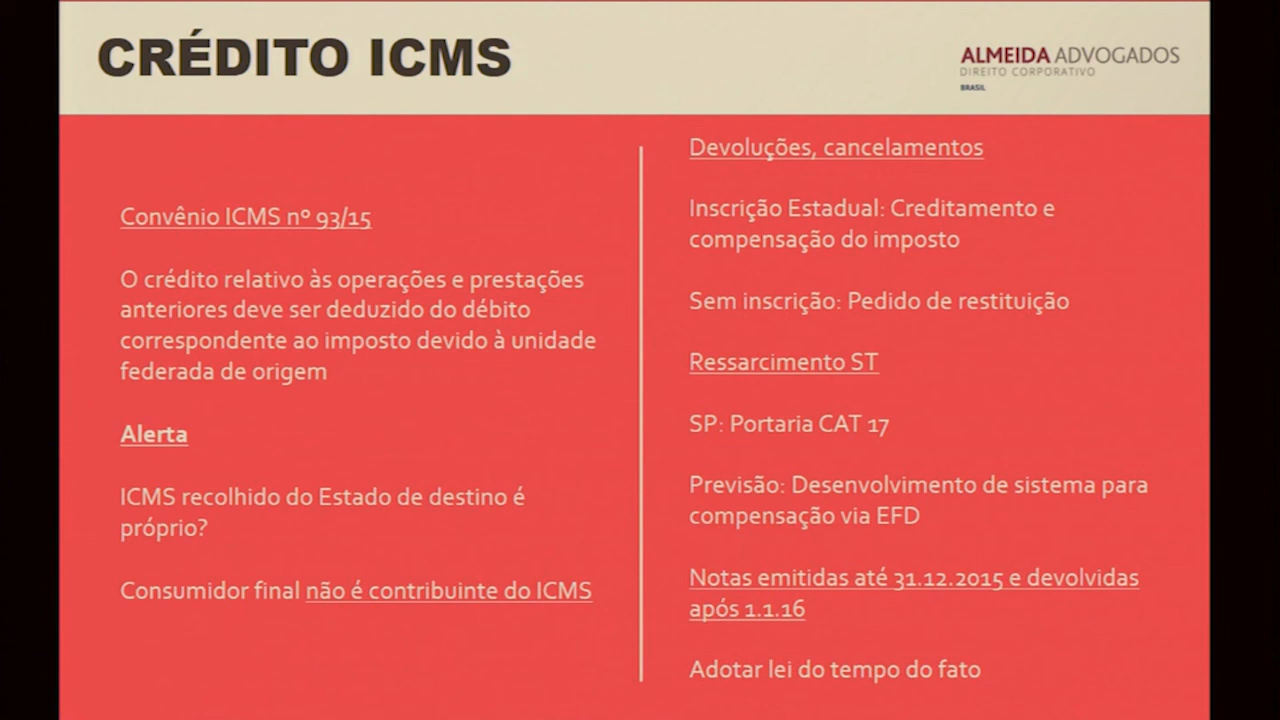 CRÉDITO ICMS
ALMEIDA ADVOGADOS
DIREITO CORPORATIVO
BRASIL
Convênio ICMS nº 93/15
O crédito relativo às operações e prestações
anteriores deve ser deduzido do débito
correspondente ao imposto devido à unidade
federada de origem
Alerta
ICMS recolhido do Estado de destino é
próprio?
Consumidor final não é contribuinte do ICMS
Devoluções, cancelamentos
Inscrição Estadual: Creditamento e
compensação do imposto
Sem inscrição: Pedido de restituição
Ressarcimento ST
SP: Portaria CAT 17
Previsão: Desenvolvimento de sistema para
compensação via EFD
Notas emitidas até 31.12.2015 e devolvidas
após 1.1.16
Adotar lei do tempo do fato